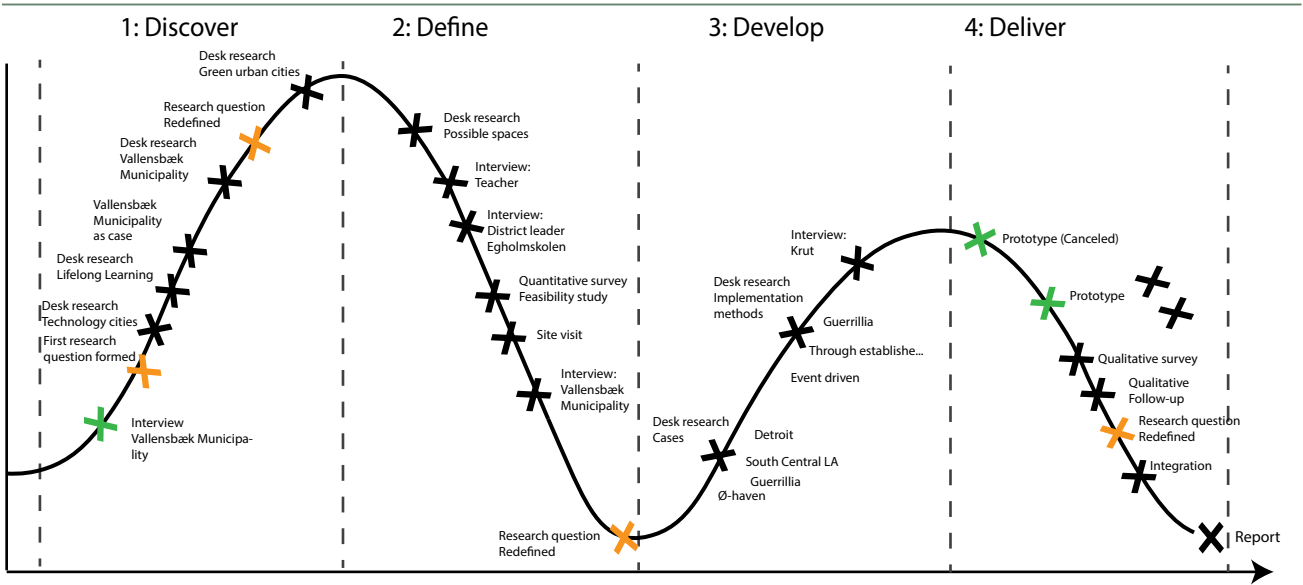 1: Discover
2: Define
3: Develop
4: Deliver
Desk research
Green urban cities
Research question
Redefined
Desk research
Vallensbæk
Municipality
Vallensbæk
Municipality
as case
Desk research
Lifelong Learning
Desk research
Technology cities
First research
question formed
Interview
Vallensbæk Municipa-
lity
Desk research
Possible spaces
Interview:
Teacher
Interview:
District leader
Egholmskolen
Quantitative survey
Feasibility study
Site visit
Interview:
Vallensbæk
Municipality
Research question
Redefined
Interview:
Krut
Desk research
Implementation
methods
Guerrillia
Through establishe...
Event driven
Desk research
Cases
Detroit
South Central LA
Guerrillia
Ø-haven
Prototype (Canceled)
Prototype
Qualitative survey
Qualitative
Follow-up
Research question
Redefined
Integration
Report